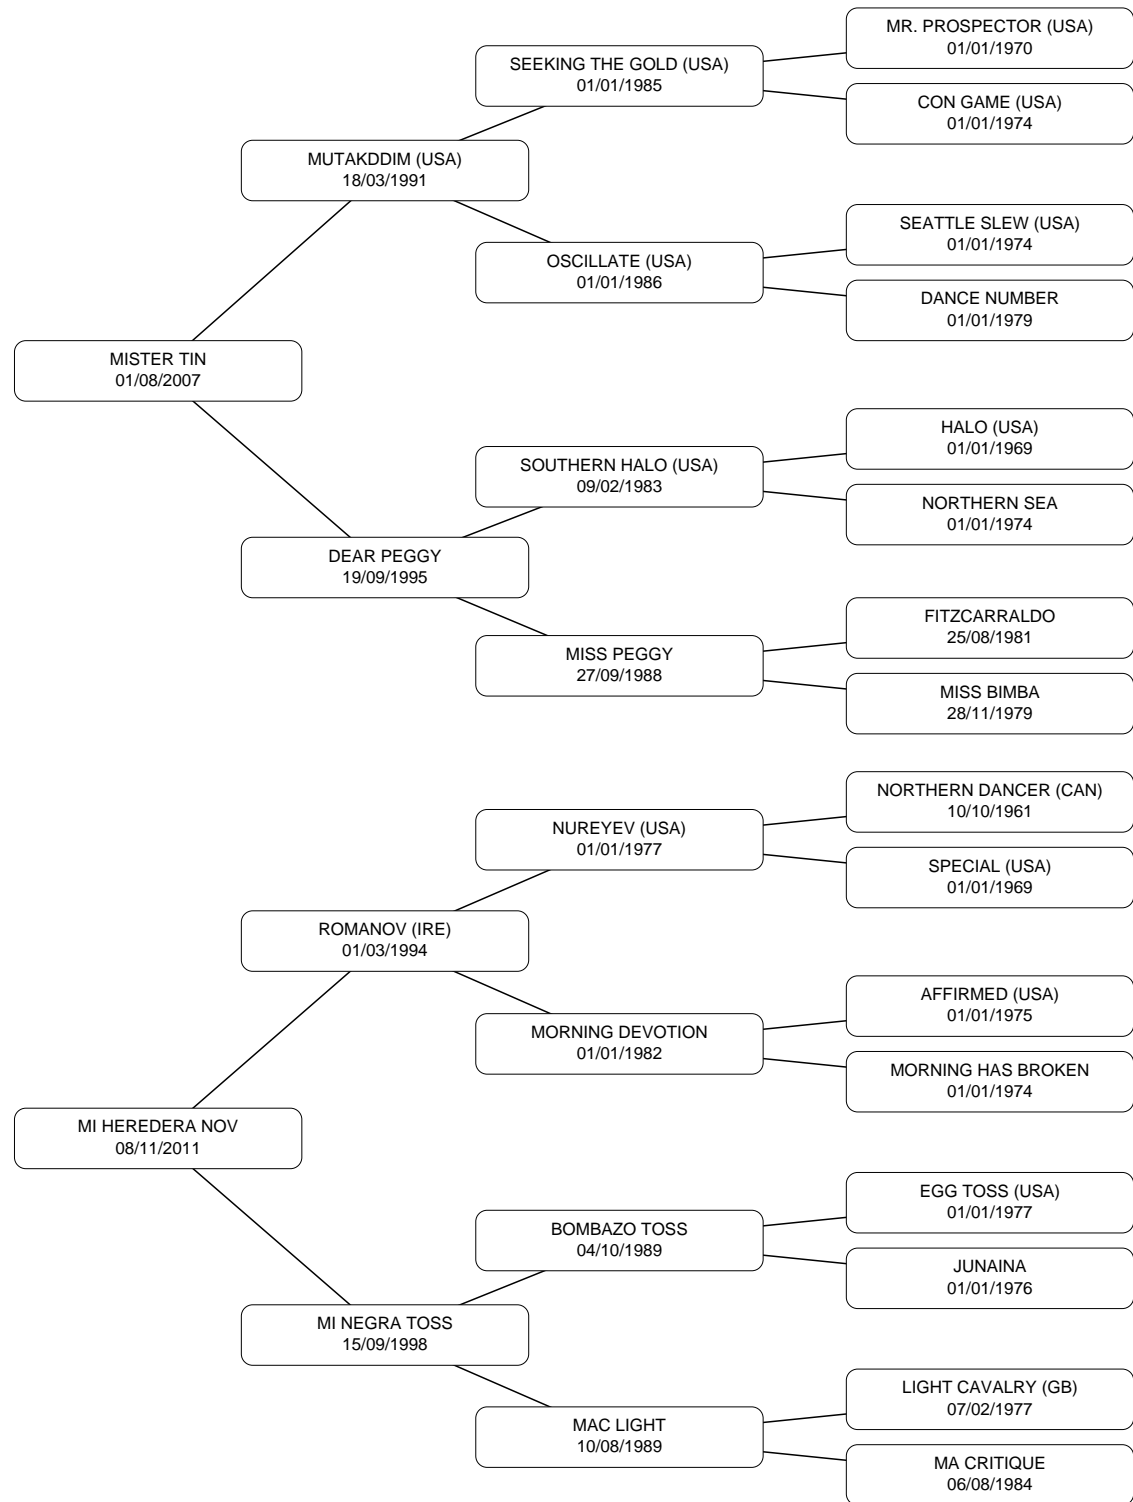 MR. PROSPECTOR (USA)
01/01/1970
SEEKING THE GOLD (USA)
01/01/1985
CON GAME (USA)
01/01/1974
MUTAKDDIM (USA)
18/03/1991
SEATTLE SLEW (USA)
01/01/1974
OSCILLATE (USA)
01/01/1986
DANCE NUMBER
01/01/1979
MISTER TIN
01/08/2007
HALO (USA)
01/01/1969
SOUTHERN HALO (USA)
09/02/1983
NORTHERN SEA
01/01/1974
DEAR PEGGY
19/09/1995
FITZCARRALDO
25/08/1981
MISS PEGGY
27/09/1988
MISS BIMBA
28/11/1979
NORTHERN DANCER (CAN)
10/10/1961
NUREYEV (USA)
01/01/1977
SPECIAL (USA)
01/01/1969
ROMANOV (IRE)
01/03/1994
AFFIRMED (USA)
01/01/1975
MORNING DEVOTION
01/01/1982
MORNING HAS BROKEN
01/01/1974
MI HEREDERA NOV
08/11/2011
EGG TOSS (USA)
01/01/1977
BOMBAZO TOSS
04/10/1989
JUNAINA
01/01/1976
MI NEGRA TOSS
15/09/1998
LIGHT CAVALRY (GB)
07/02/1977
MAC LIGHT
10/08/1989
MA CRITIQUE
06/08/1984